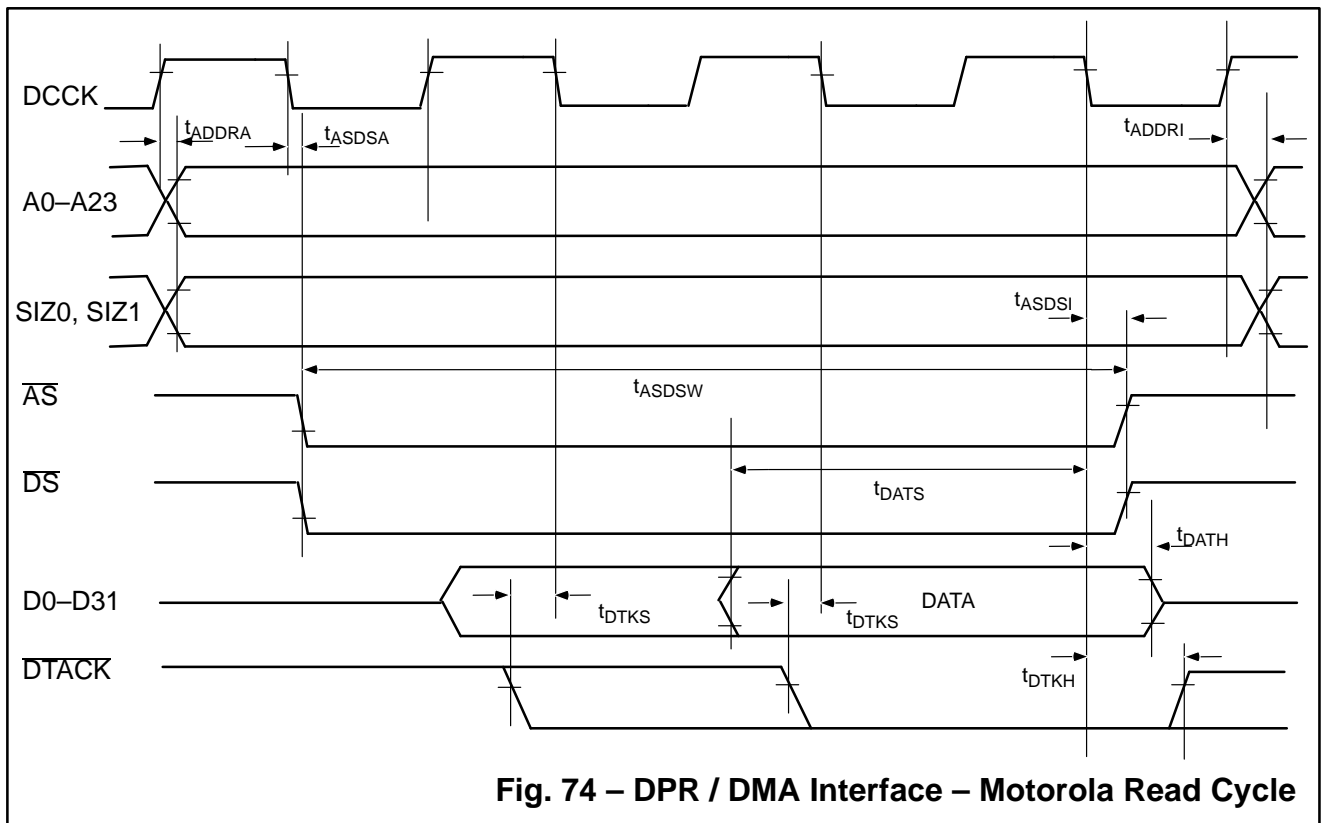 DCCK
tADDRA
tASDSA
tADDRI
A0–A23
SIZ0, SIZ1
tASDSI
tASDSW
AS
DS
tDATS
tDATH
D0–D31
tDTKS
DATA
tDTKS
DTACK
tDTKH
Fig. 74 – DPR / DMA Interface – Motorola Read Cycle